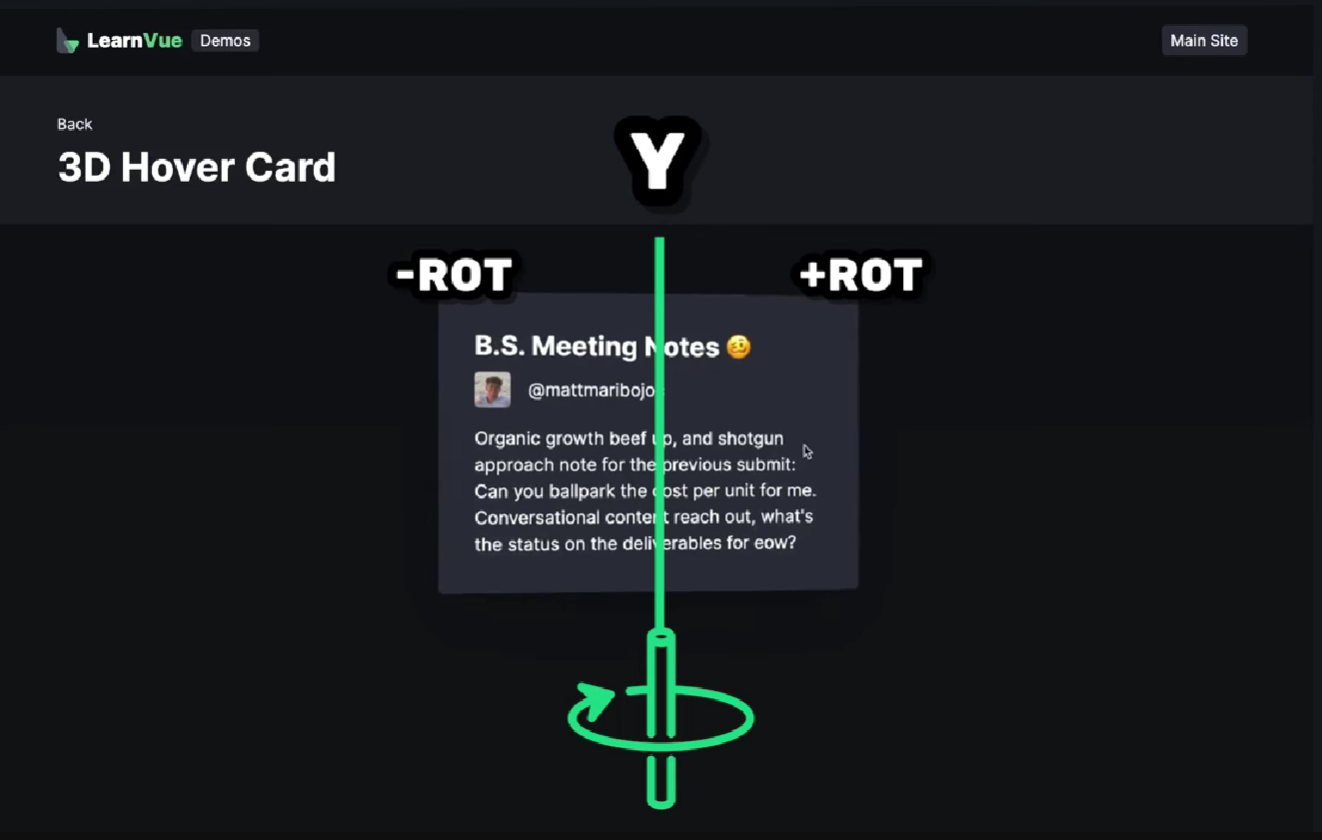 LearnVue Demos
Main Site
Back
3D Hover Card
Y
-ROT
+ROT
B.S. Meeting Notes 🥴
@mattmaribojo
Organic growth beef up, and shotgun
approach note for the previous submit:
Can you ballpark the cost per unit for me.
Conversational content reach out, what's
the status on the deliverables for eow?